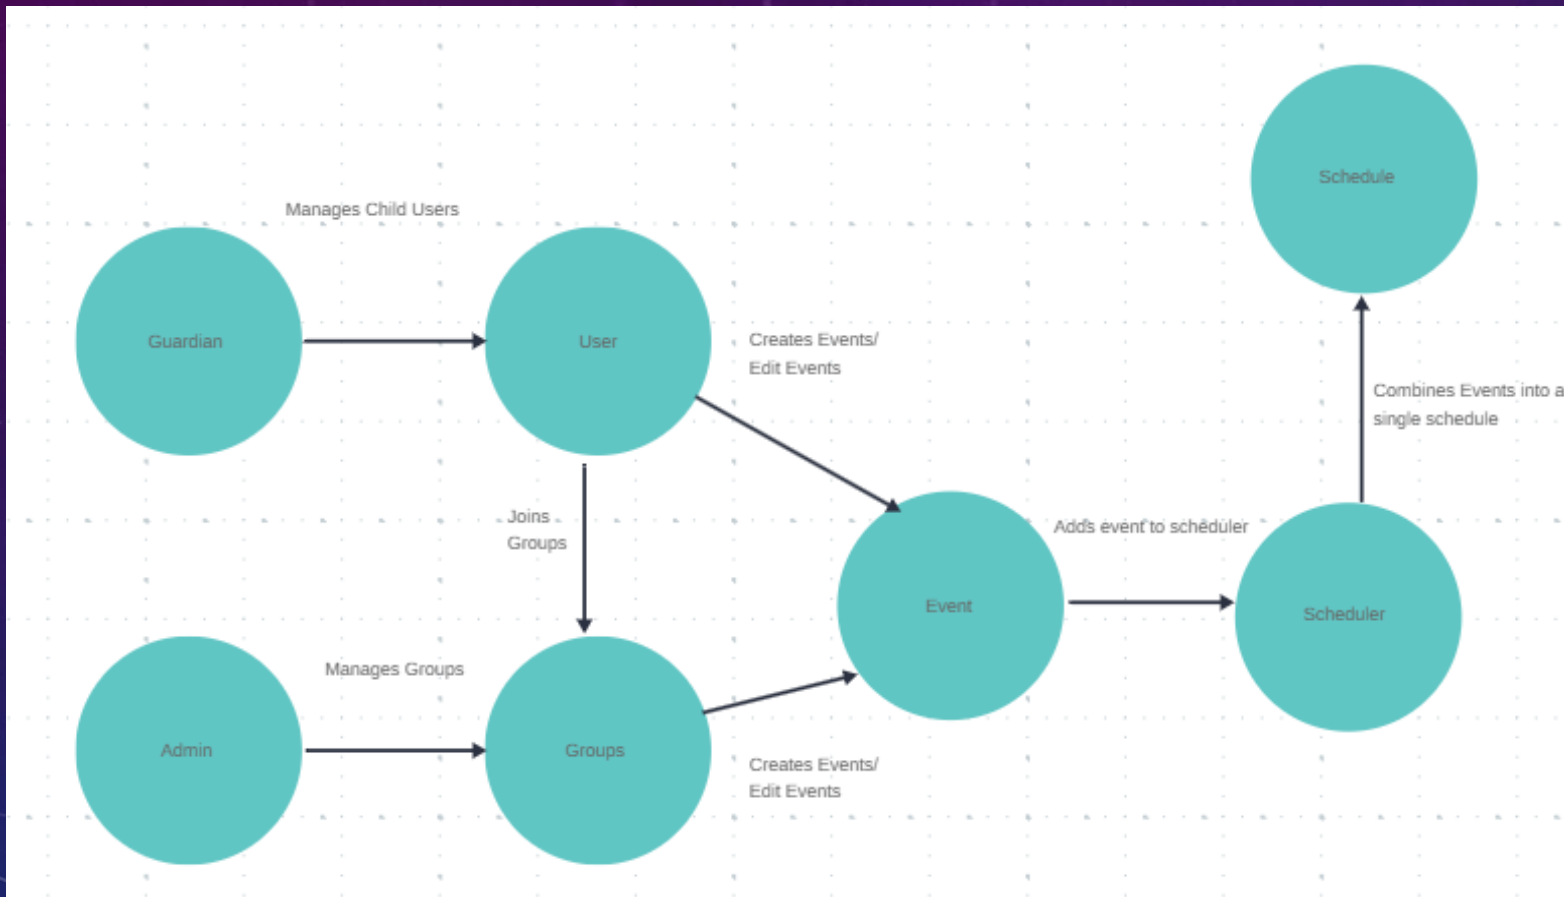 Schedule
Manages Child Users
Guardian
User
Creates Events/
Edit Events
Combines Events into a
single schedule
Joins
Groups
Adds event to scheduler
Event
Scheduler
Manages Groups
Admin
Groups
Creates Events/
Edit Events